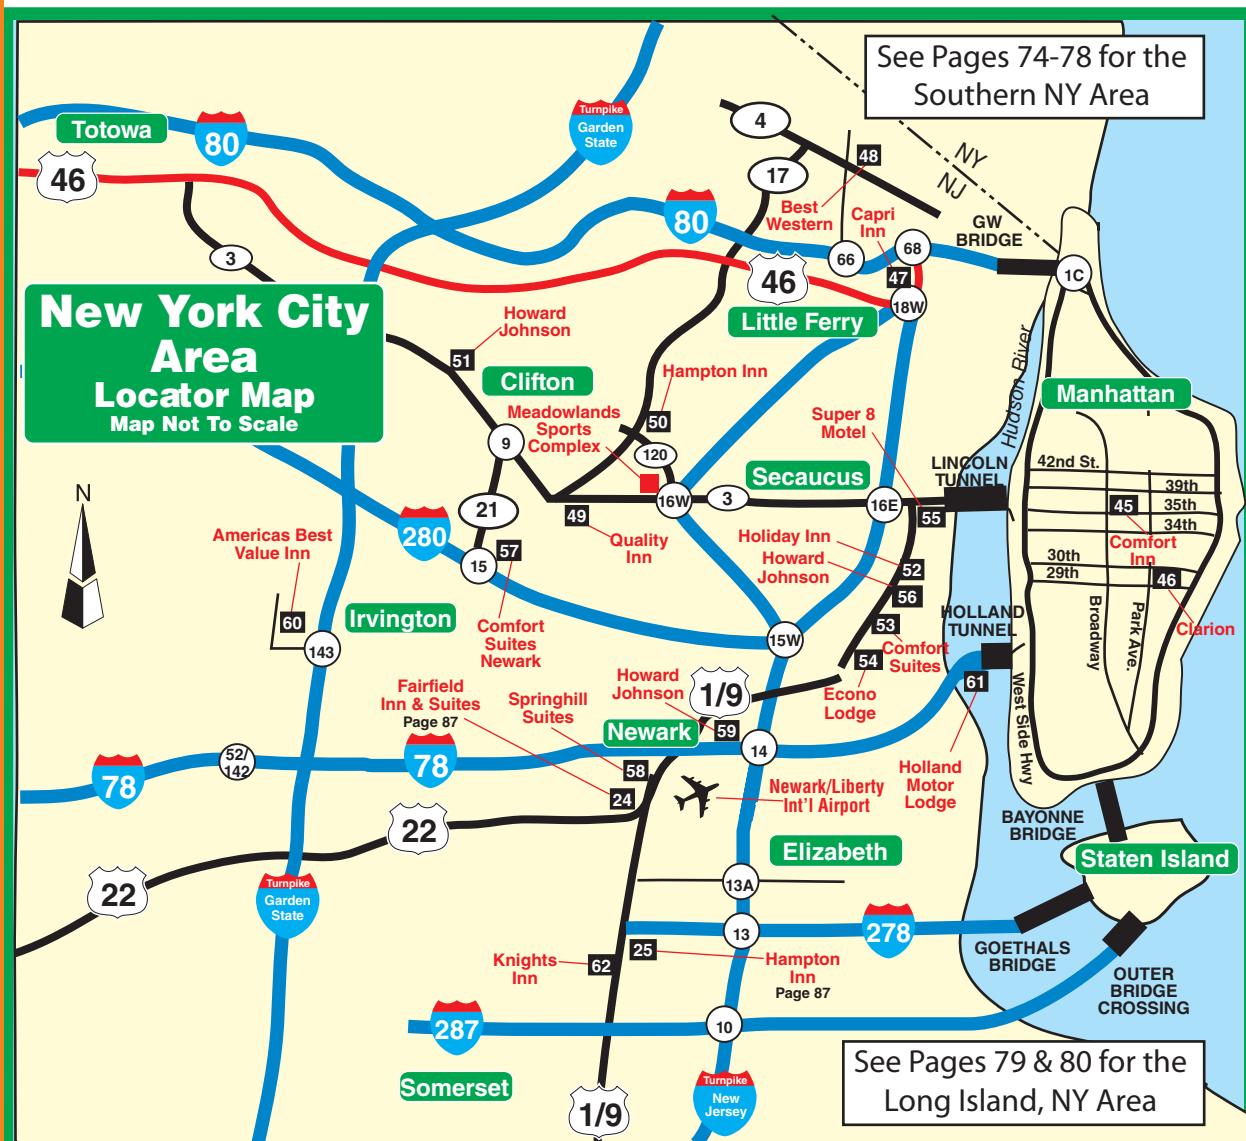 See Pages 74-78 for the
Southern NY Area
Turnpike
Garden
State
Totowa
80
4
48
NY
NJ
46
17
Best
Western
Capri
Inn
80
GW
BRIDGE
3
66
68
47
46
1C
18W
New York City
Area
Locator Map
Map Not To Scale
Howard
Johnson
Little Ferry
Hudson River
51
Clifton
Hampton Inn
Manhattan
Meadowlands
Sports
Complex
50
Super 8
Motel
9
120
Secaucus
LINCOLN
TUNNEL
42nd St.
39th
35th
34th
45
Comfort
Inn
N
16W
3
16E
55
21
49
Quality
Inn
280
Americas Best
Value Inn
57
15
Holiday Inn
Howard
Johnson
52
56
30th
29th
46
Clarion
Broadway
Park Ave.
HOLLAND
TUNNEL
60
Irvington
143
Comfort
Suites
Newark
15W
53
Comfort
Suites
54
Econo
Lodge
61
West Side Hwy
Howard
Johnson
1/9
Fairfield
Inn & Suites
Page 87
Springhill
Suites
59
Newark
14
52/
142
78
78
58
24
Newark/Liberty
Int'l Airport
Holland
Motor
Lodge
BAYONNE
BRIDGE
22
Elizabeth
Staten Island
22
Turnpike
Garden
State
13A
13
278
GOETHALS
BRIDGE
Knights
Inn
62
25
Hampton
Inn
Page 87
OUTER
BRIDGE
CROSSING
287
10
See Pages 79 & 80 for the
Long Island, NY Area
Somerset
1/9
Turnpike
New
Jersey